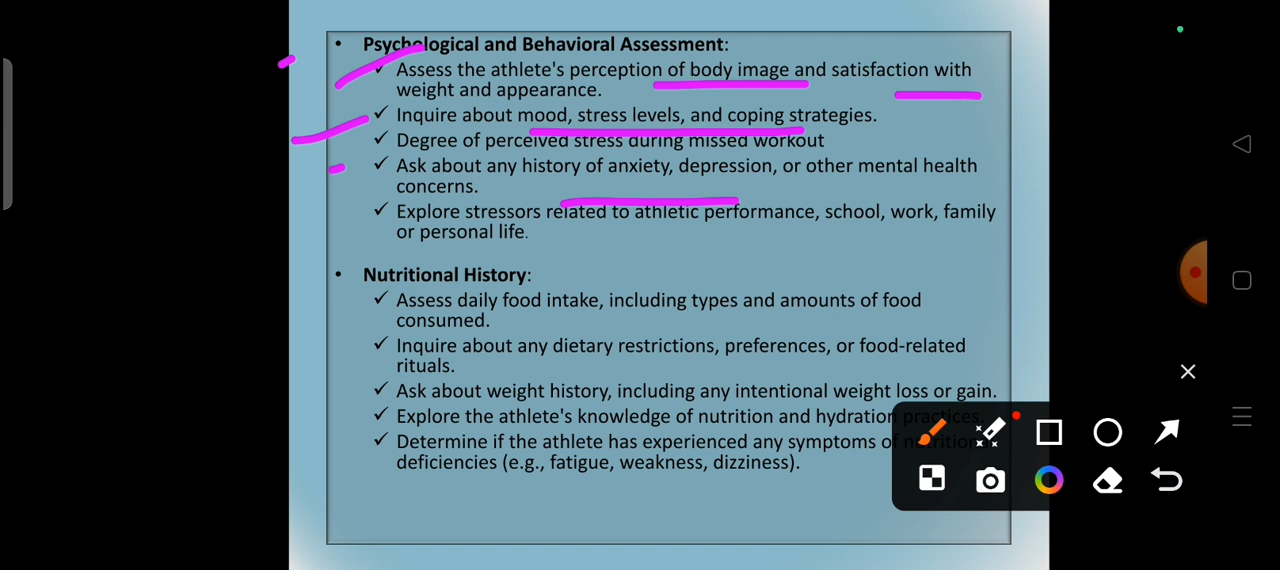 • Psychological and Behavioral Assessment:
✓ Assess the athlete's perception of body image and satisfaction with
weight and appearance.
✓ Inquire about mood, stress levels, and coping strategies.
✓ Degree of perceived stress during missed workout
✓ Ask about any history of anxiety, depression, or other mental health
concerns.
✓ Explore stressors related to athletic performance, school, work, family
or personal life.
• Nutritional History:
✓ Assess daily food intake, including types and amounts of food
consumed.
✓ Inquire about any dietary restrictions, preferences, or food-related
rituals.
✓ Ask about weight history, including any intentional weight loss or gain.
✓ Explore the athlete's knowledge of nutrition and hydration practices.
✓ Determine if the athlete has experienced any symptoms of
deficiencies (e.g., fatigue, weakness, dizziness).